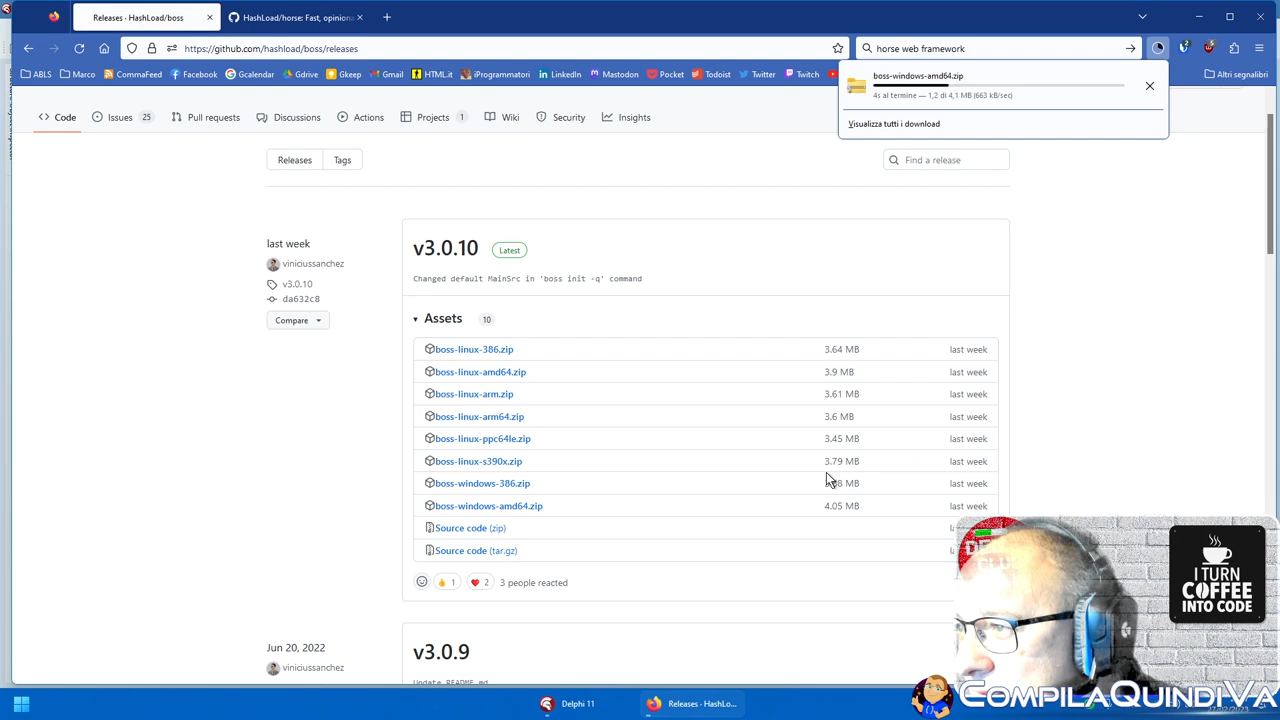 Releases · HashLoad/boss
HashLoad/horse: Fast, opiniona
https://github.com/hashload/boss/releases
horse web framework
ABLS
Marco
CommaFeed
Facebook
Gcalendar
Gdrive
Gkeep
Gmail
HTML.it
iProgrammatori
LinkedIn
Mastodon
Pocket
Todoist
Twitter
Twitch
Altri segnalibri
boss-windows-amd64.zip
4s al termine — 1,2 di 4,1 MB (663 kB/sec)
Visualizza tutti i download
Code
Issues 25
Pull requests
Discussions
Actions
Projects 1
Wiki
Security
Insights
Releases
Tags
Find a release
last week
viniciussanchez
v3.0.10
da632c8
Compare
v3.0.10 Latest
Changed default MainSrc in 'boss init -q' command
Assets 10
boss-linux-386.zip 3.64 MB last week
boss-linux-amd64.zip 3.9 MB last week
boss-linux-arm.zip 3.61 MB last week
boss-linux-arm64.zip 3.6 MB last week
boss-linux-ppc64le.zip 3.45 MB last week
boss-linux-s390x.zip 3.79 MB last week
boss-windows-386.zip MB last week
boss-windows-amd64.zip 4.05 MB last week
Source code (zip)
Source code (tar.gz)
👍 1 ❤️ 2 3 people reacted
Jun 20, 2022
viniciussanchez
v3.0.9
Update README.md
I TURN
COFFEE
INTO CODE
COMPILAQUINDIVA
Delphi 11
Releases · HashLo...